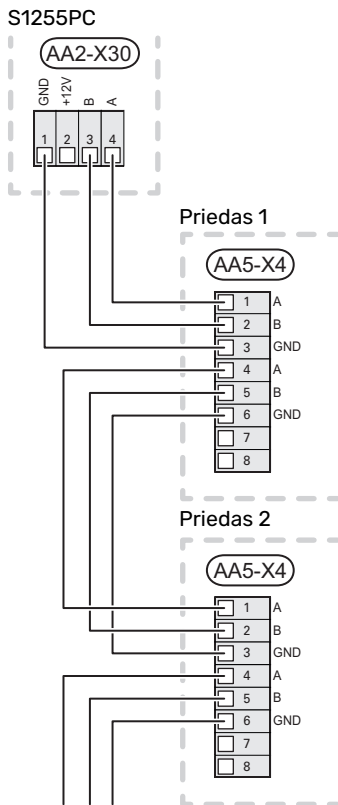 S1255PC
AA2-X30
GND +12V B A
1 2 3 4
Priedas 1
AA5-X4
1 A
2 B
3 GND
4 A
5 B
6 GND
7
8
Priedas 2
AA5-X4
1 A
2 B
3 GND
4 A
5 B
6 GND
7
8